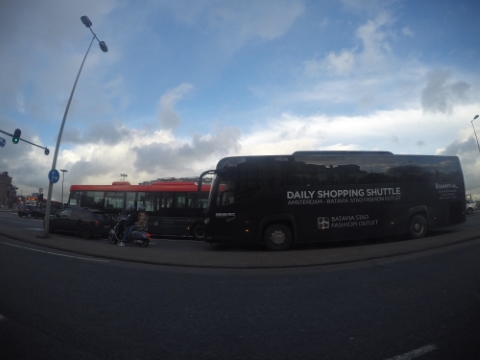 DAILY SHOPPING SHUTTLE
AMSTERDAM - BATAVIA STAD FASHION OUTLET
BATAVIA STAD
FASHION OUTLET